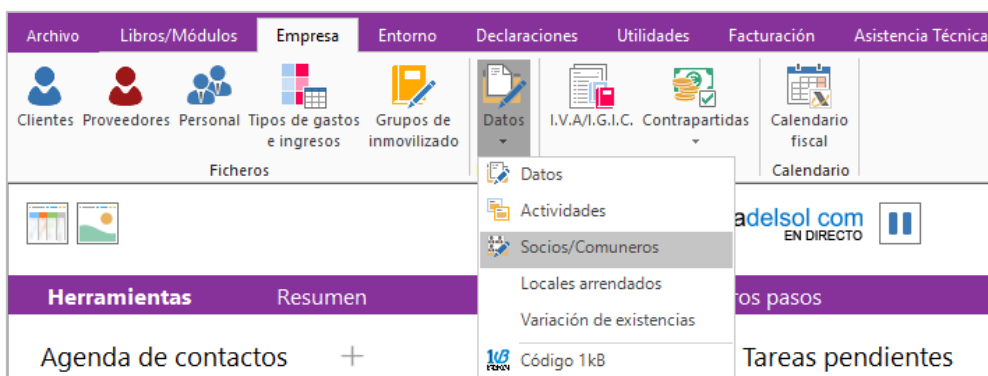 Archivo Libros/Módulos Empresa Entorno Declaraciones Utilidades Facturación Asistencia Técnica
Clientes Proveedores Personal Tipos de gastos e ingresos Grupos de inmovilizado Datos I.V.A/I.G.I.C. Contrapartidas Calendario fiscal
Ficheros Calendario
Datos
Actividades
Socios/Comuneros
Locales arrendados
Variación de existencias
Código 1kB
adelsol com
EN DIRECTO
Herramientas Resumen ros pasos
Agenda de contactos + Tareas pendientes